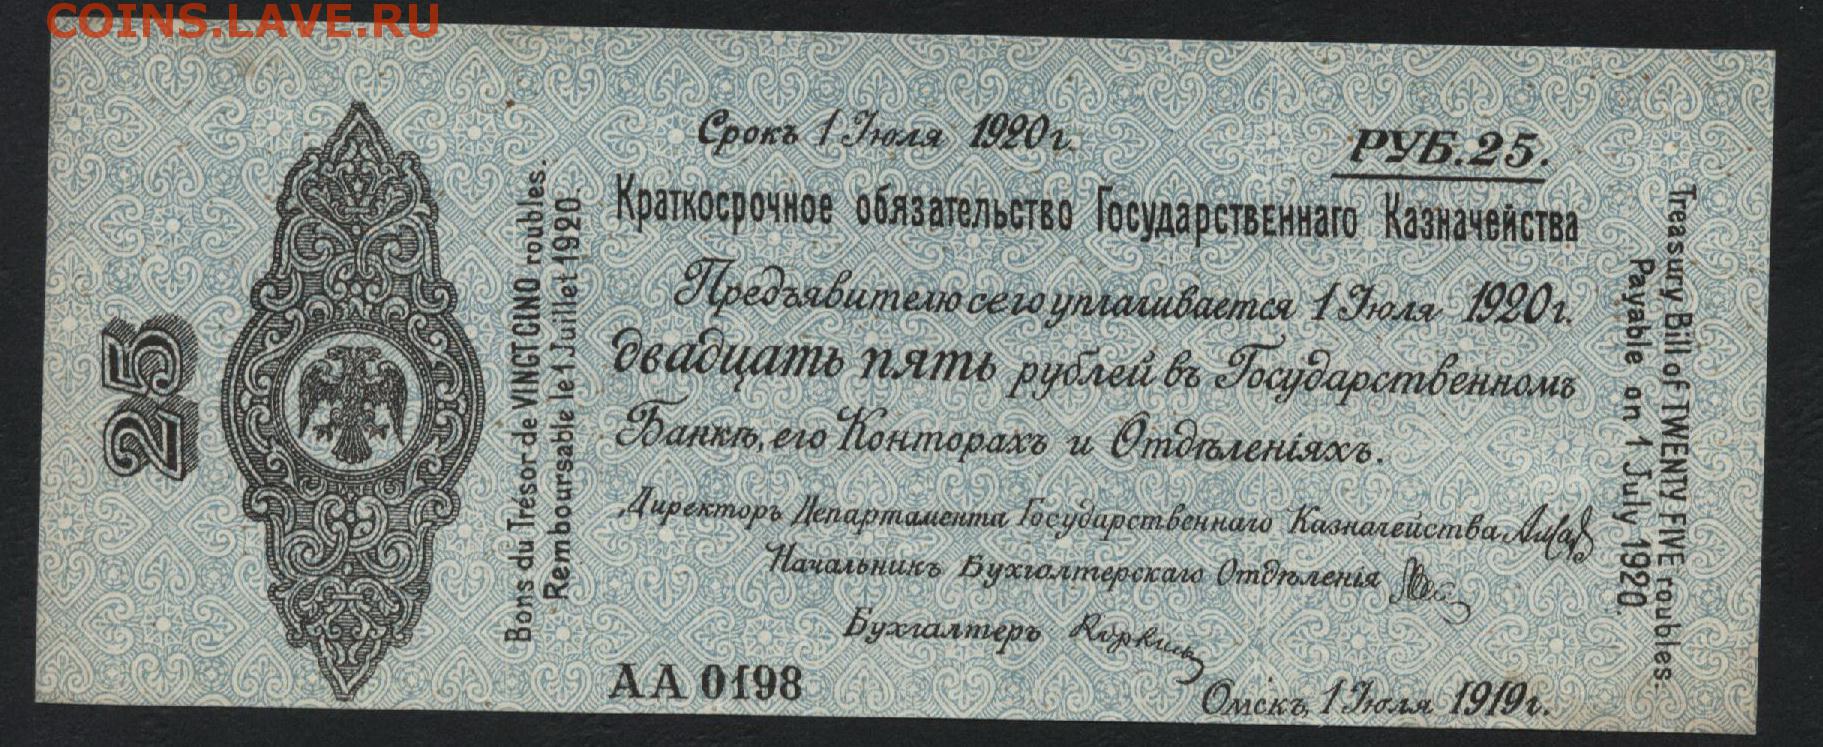 COINS.LAVE.RU
25
Bons du Trésor de VINGT CINQ roubles.
Remboursable le 1 Juillet 1920.
Срокъ 1 Іюля 1920 г.
РУБ. 25.
Краткосрочное обязательство Государственнаго Казначейства
Предъявителю сего уплачивается 1 Іюля 1920 г.
двадцать пять рублей въ Государственномъ
Банкѣ, его Конторахъ и Отдѣленіяхъ.
Директоръ Департамента Государственнаго Казначейства
Начальникъ Бухгалтерскаго Отдѣленія
Бухгалтеръ
АА 0198
Омскъ, 1 Іюля 1919 г.
Treasury Bill of TWENTY FIVE roubles.
Payable on 1 July 1920.